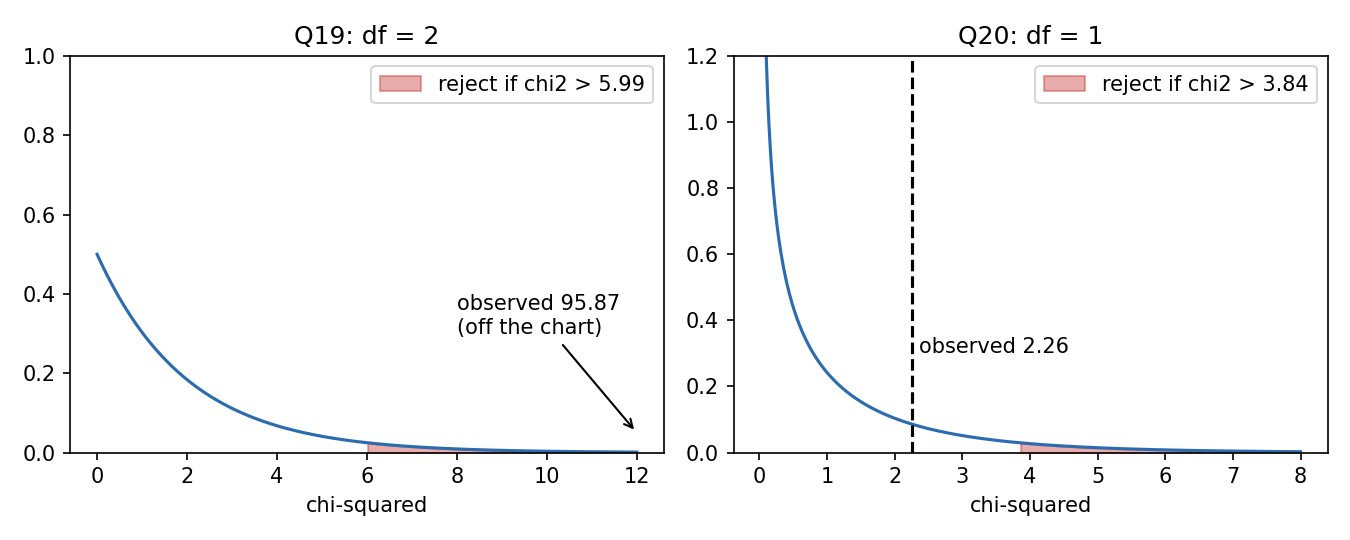 Q19: df = 2
1.0
0.8
0.6
0.4
0.2
0.0
reject if chi2 > 5.99
observed 95.87
(off the chart)
0 2 4 6 8 10 12
chi-squared
Q20: df = 1
1.2
1.0
0.8
0.6
0.4
0.2
0.0
reject if chi2 > 3.84
observed 2.26
0 1 2 3 4 5 6 7 8
chi-squared